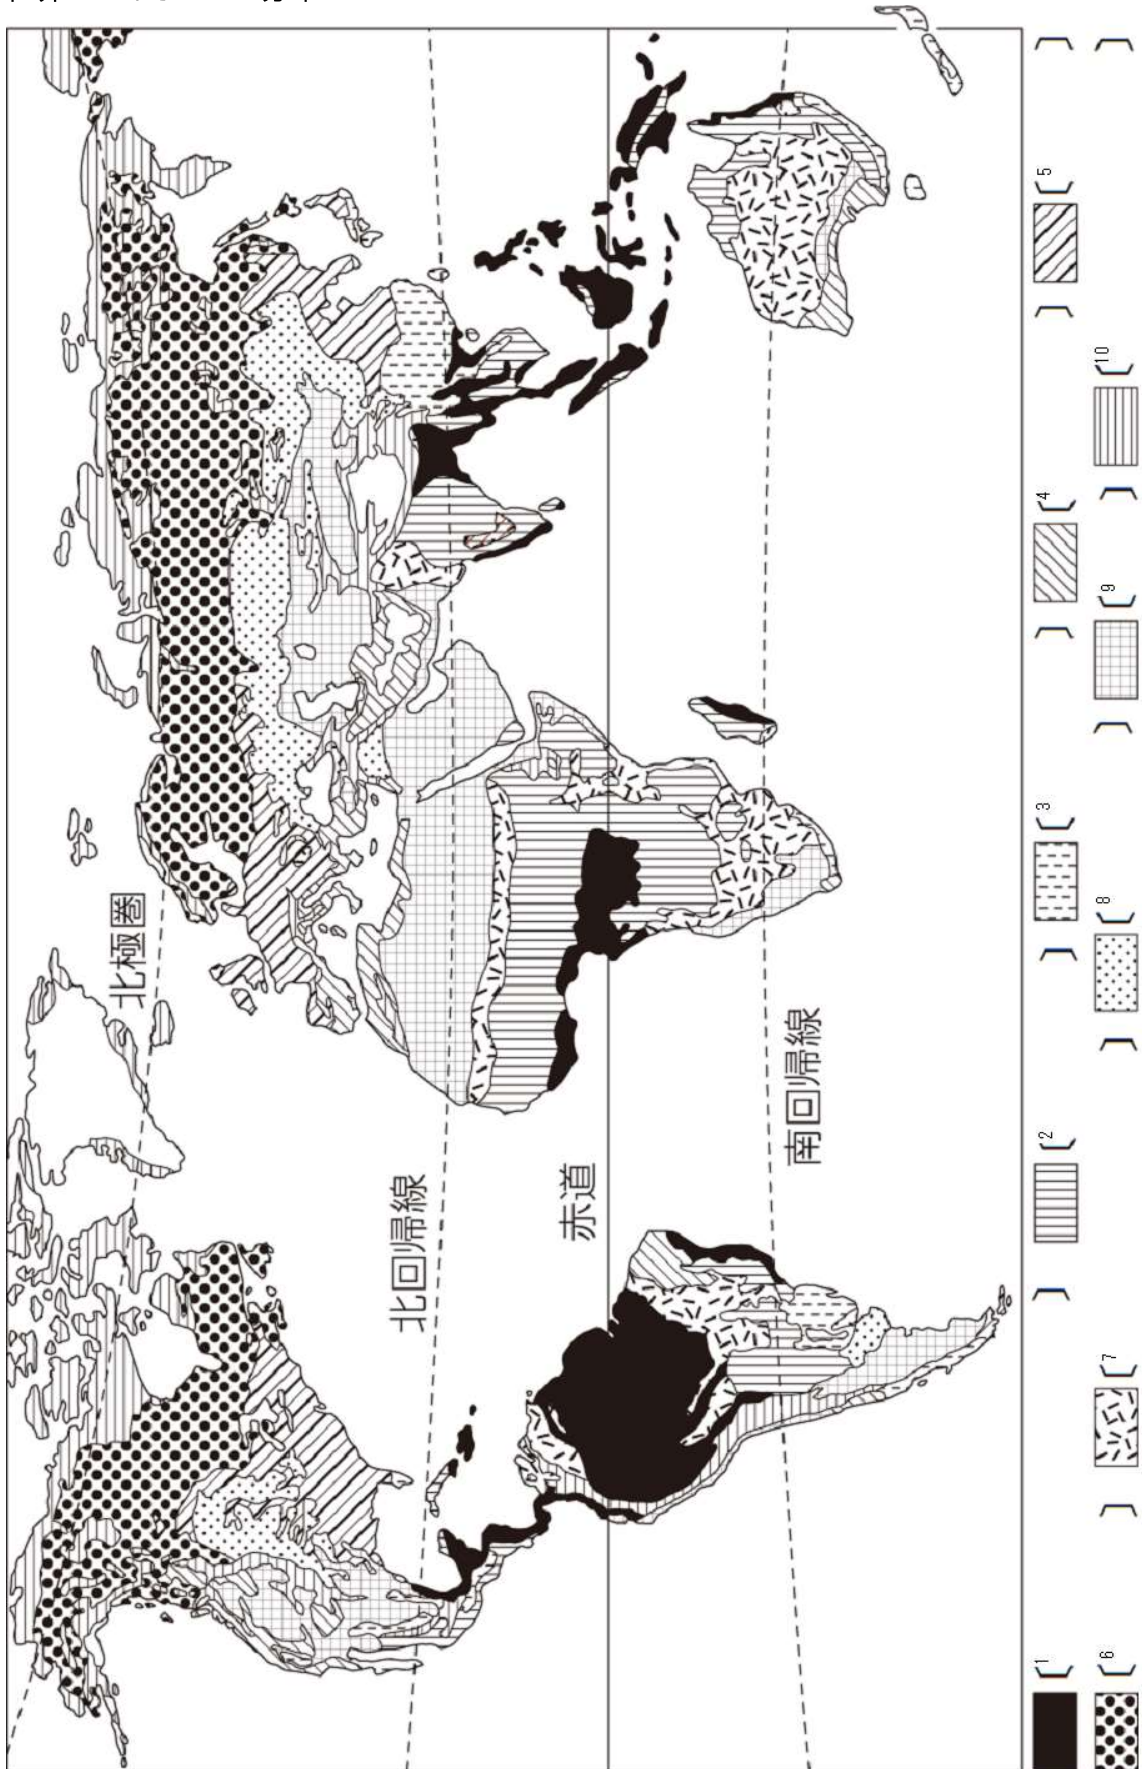 北極圏
北回帰線
赤道
南回帰線
〔1 〕 〔2 〕 〔3 〕 〔4 〕 〔5 〕
〔6 〕 〔7 〕 〔8 〕 〔9 〕 〔10 〕